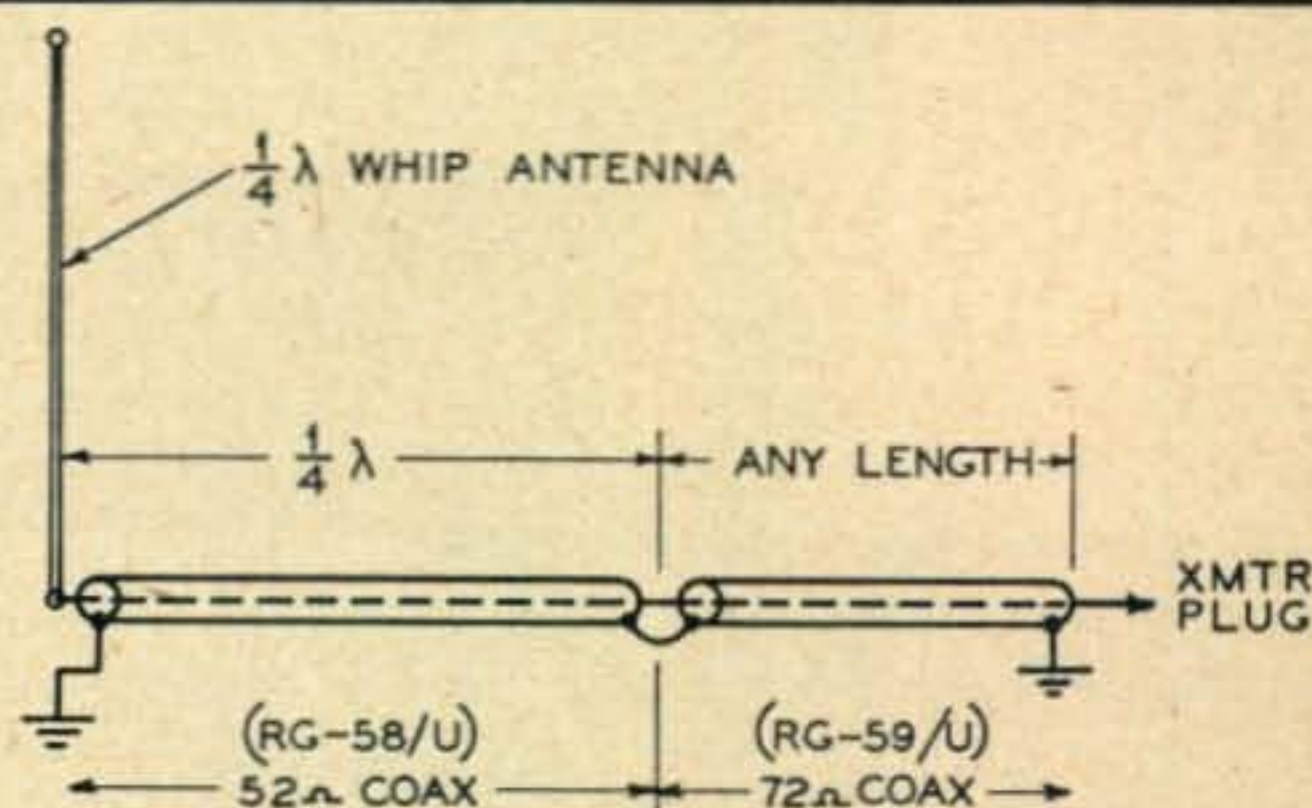 1/4 λ WHIP ANTENNA
1/4 λ
ANY LENGTH
XMTR
PLUG
(RG-58/U)
52Ω COAX
(RG-59/U)
72Ω COAX